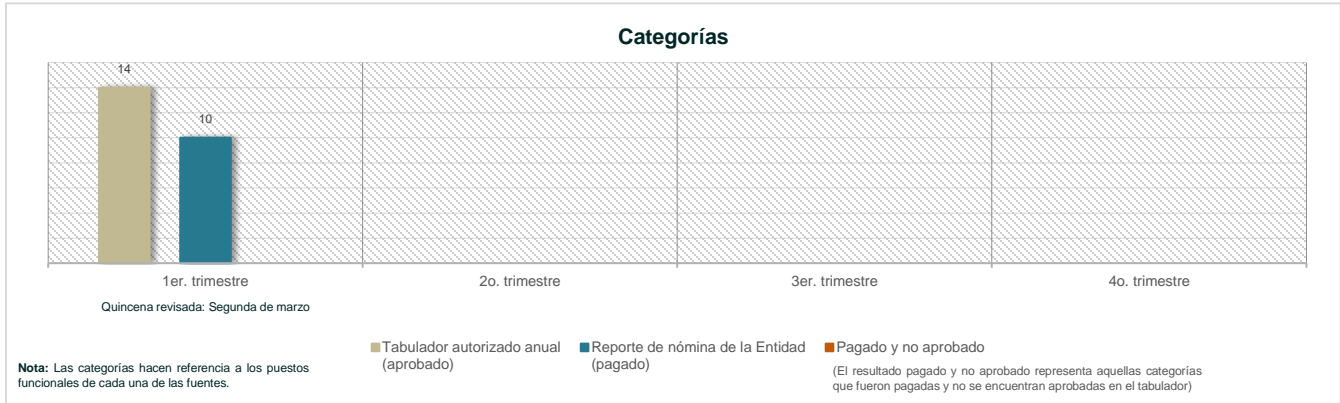 Categorías
14
10
1er. trimestre
2o. trimestre
3er. trimestre
4o. trimestre
Quincena revisada: Segunda de marzo
Tabulador autorizado anual
(aprobado)
Reporte de nómina de la Entidad
(pagado)
Pagado y no aprobado
(El resultado pagado y no aprobado representa aquellas categorías
que fueron pagadas y no se encuentran aprobadas en el tabulador)
Nota: Las categorías hacen referencia a los puestos
funcionales de cada una de las fuentes.